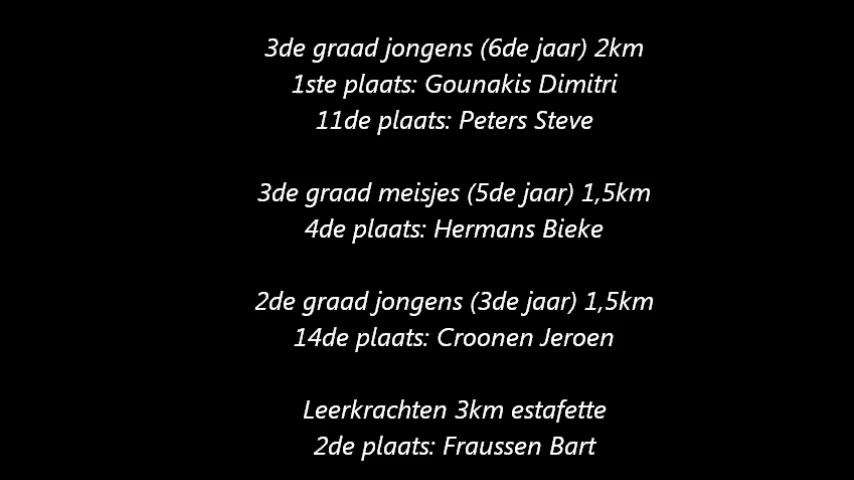 3de graad jongens (6de jaar) 2km
1ste plaats: Gounakis Dimitri
11de plaats: Peters Steve
3de graad meisjes (5de jaar) 1,5km
4de plaats: Hermans Bieke
2de graad jongens (3de jaar) 1,5km
14de plaats: Croonen Jeroen
Leerkrachten 3km estafette
2de plaats: Fraussen Bart